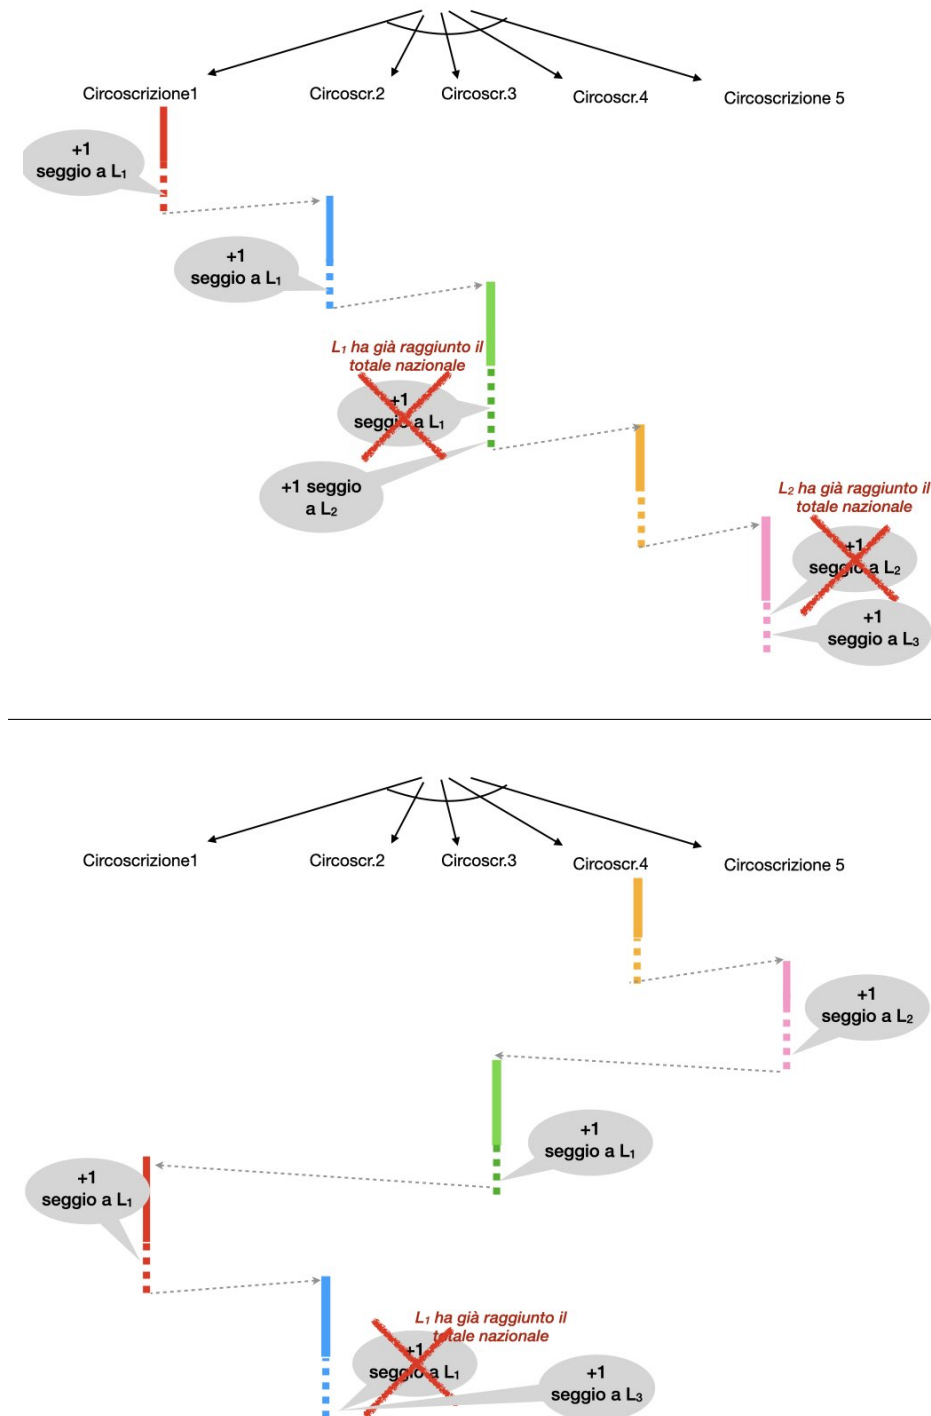 Circoscrizione1 Circoscr.2 Circoscr.3 Circoscr.4 Circoscrizione 5
+1
seggio a L₁
+1
seggio a L₁
L₁ ha già raggiunto il
totale nazionale
+1
seggio a L₁
+1 seggio
a L₂
L₂ ha già raggiunto il
totale nazionale
+1
seggio a L₂
+1
seggio a L₃
Circoscrizione1 Circoscr.2 Circoscr.3 Circoscr.4 Circoscrizione 5
+1
seggio a L₂
+1
seggio a L₁
+1
seggio a L₁
L₁ ha già raggiunto il
totale nazionale
+1
seggio a L₁
+1
seggio a L₃